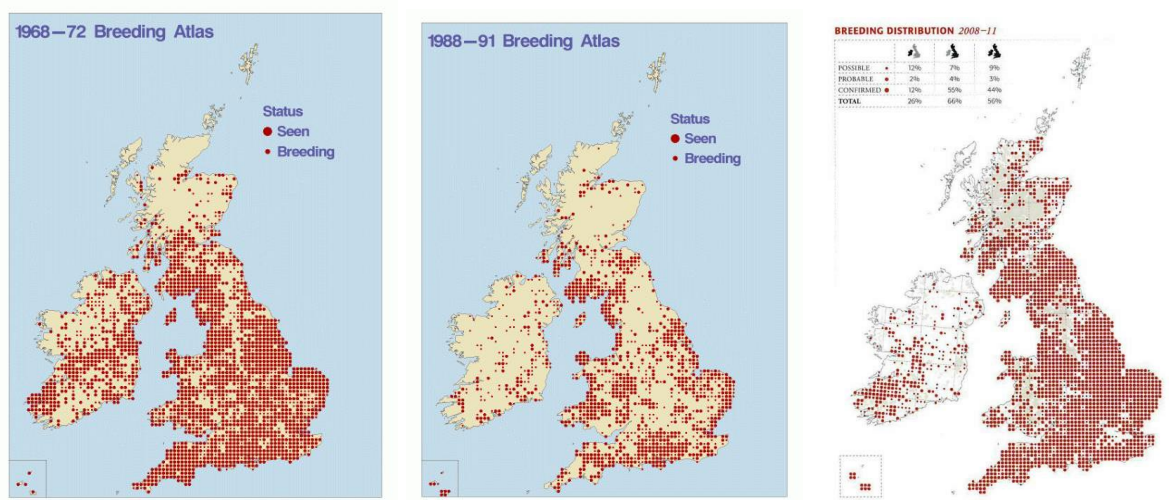 1968—72 Breeding Atlas
Status
Seen
Breeding
1988—91 Breeding Atlas
Status
Seen
Breeding
BREEDING DISTRIBUTION 2008–11
POSSIBLE 12% 7% 9%
PROBABLE 2% 4% 3%
CONFIRMED 12% 55% 44%
TOTAL 26% 66% 56%